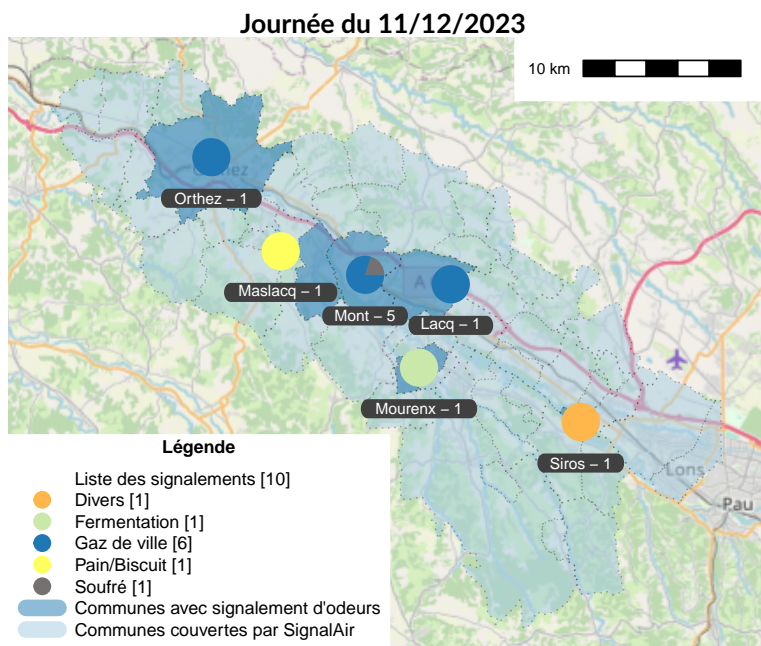 Journée du 11/12/2023
10 km
Orthez – 1
Maslacq – 1
Mont – 5
A
Lacq – 1
Mourenx – 1
Siros – 1
Lons
Pau
Légende
Liste des signalements [10]
Divers [1]
Fermentation [1]
Gaz de ville [6]
Pain/Biscuit [1]
Soufré [1]
Communes avec signalement d'odeurs
Communes couvertes par SignalAir